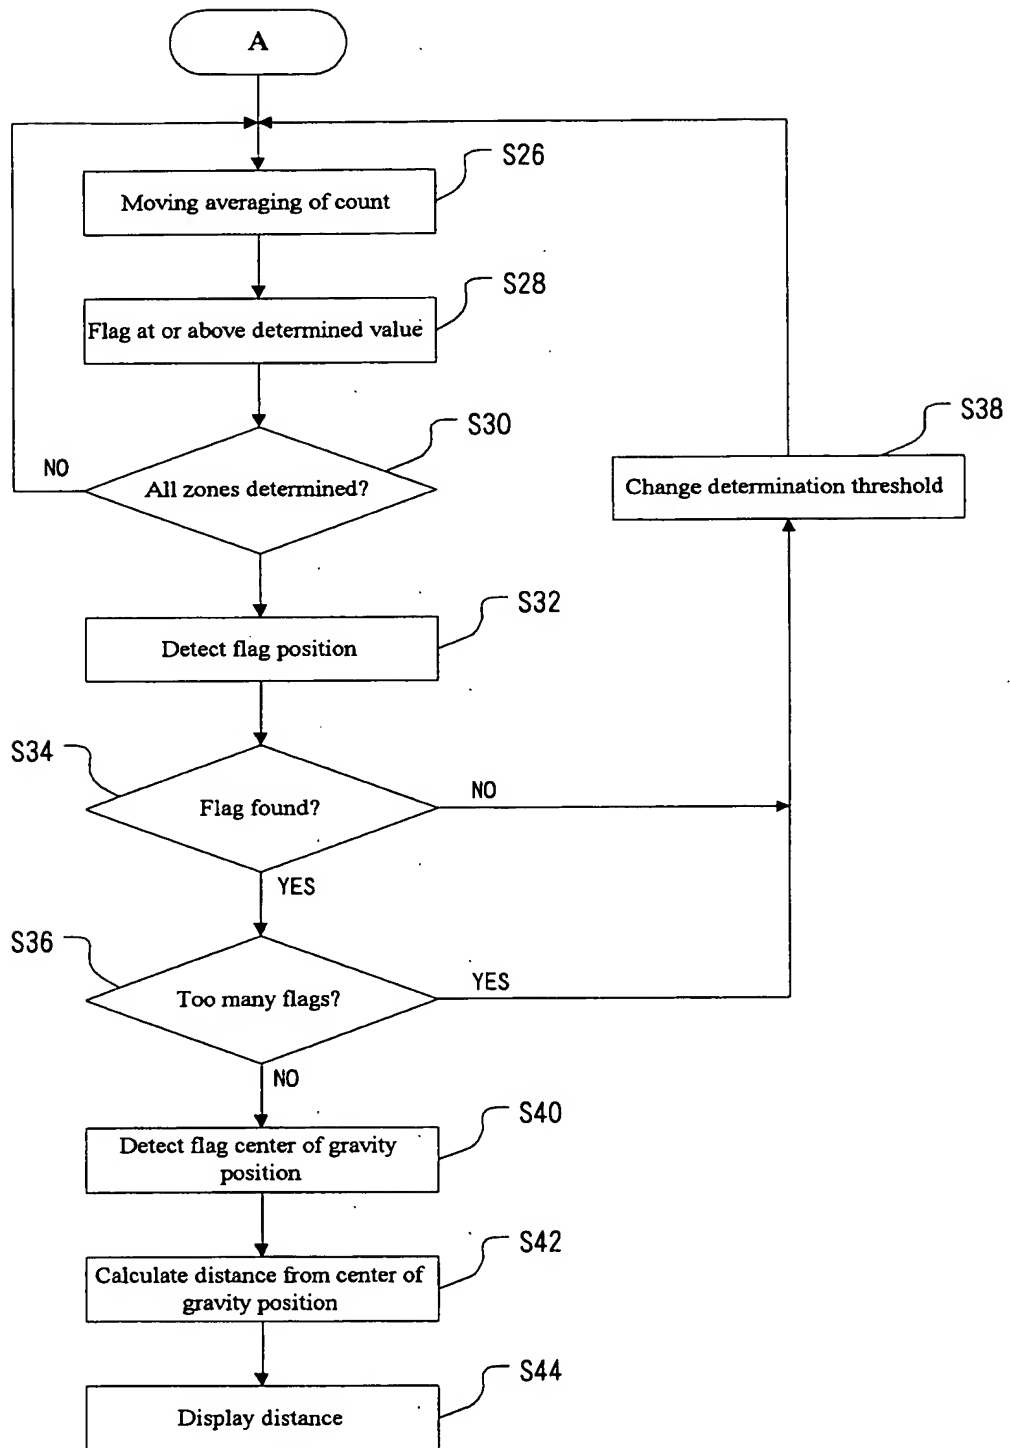 A
S26
Moving averaging of count
S28
Flag at or above determined value
S30
NO
All zones determined?
S38
Change determination threshold
S32
Detect flag position
S34
Flag found?
NO
YES
S36
Too many flags?
YES
NO
S40
Detect flag center of gravity
position
S42
Calculate distance from center of
gravity position
S44
Display distance